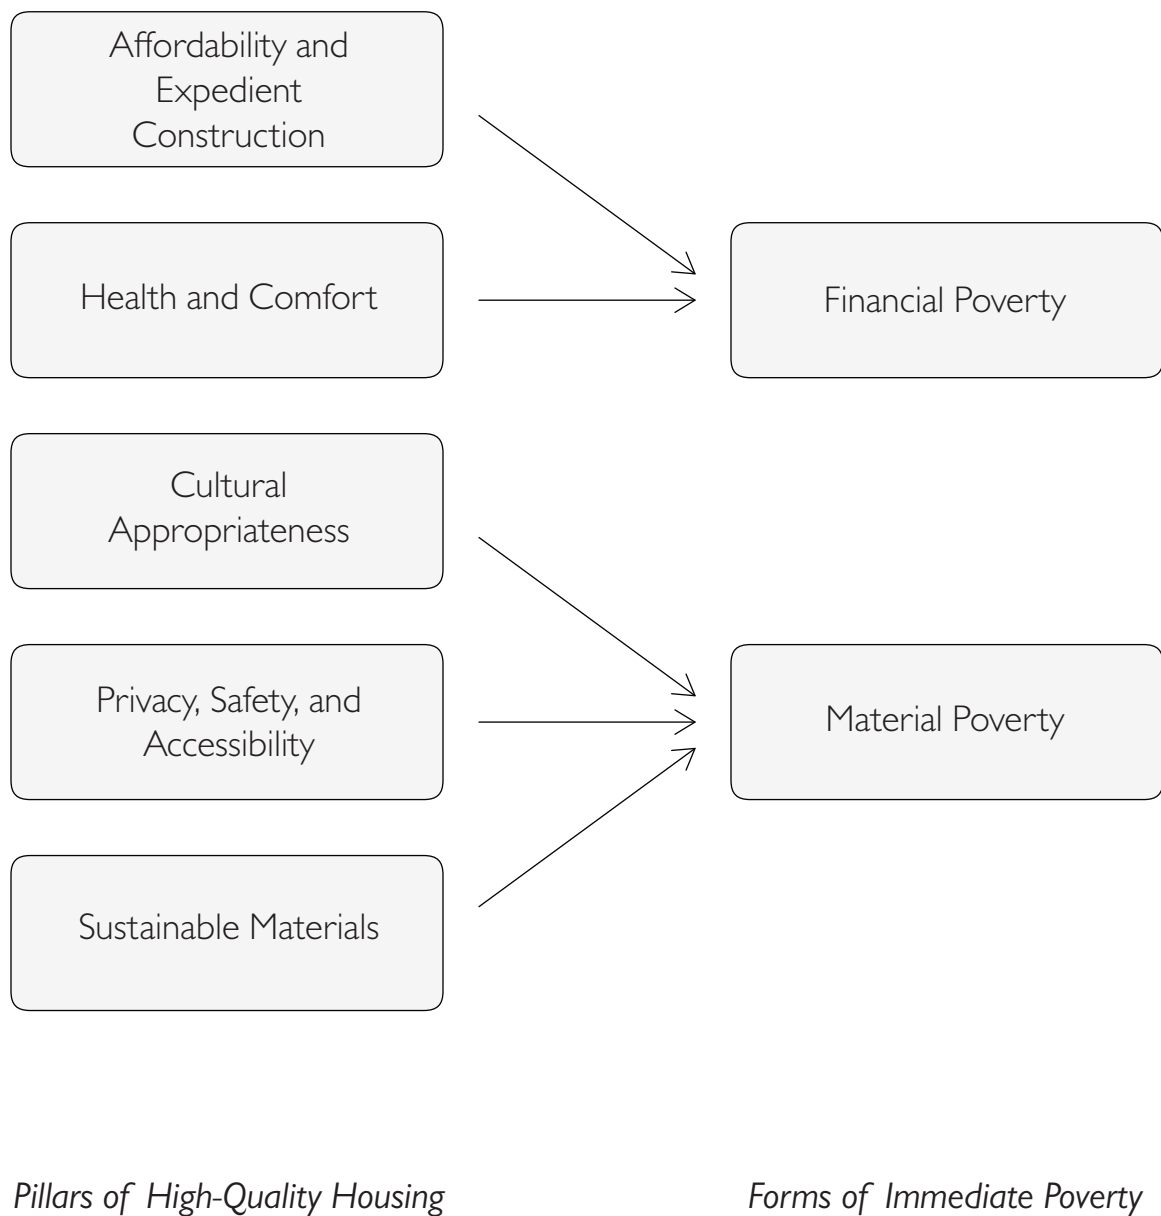 Affordability and
Expedient
Construction
Health and Comfort
Financial Poverty
Cultural
Appropriateness
Privacy, Safety, and
Accessibility
Material Poverty
Sustainable Materials
Pillars of High-Quality Housing
Forms of Immediate Poverty